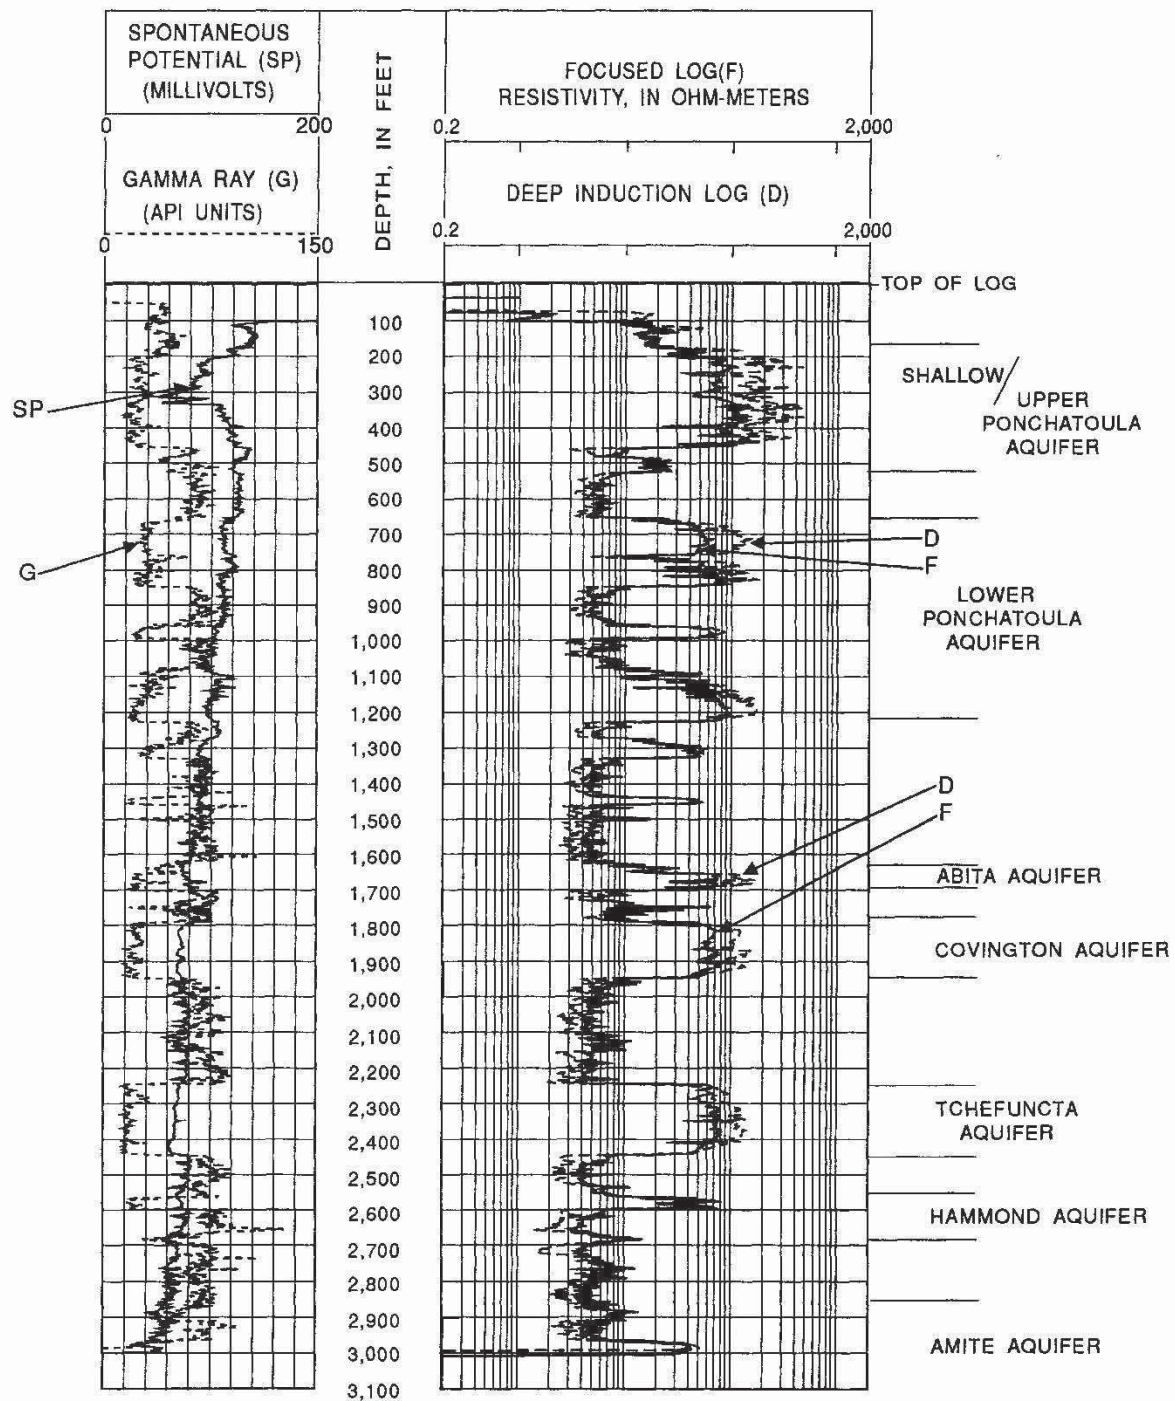 SPONTANEOUS
POTENTIAL (SP)
(MILLIVOLTS)
0 200
GAMMA RAY (G)
(API UNITS)
0 150
DEPTH, IN FEET
FOCUSED LOG(F)
RESISTIVITY, IN OHM-METERS
0.2 2,000
DEEP INDUCTION LOG (D)
0.2 2,000
TOP OF LOG
100
200
300
400
500
600
700
800
900
1,000
1,100
1,200
1,300
1,400
1,500
1,600
1,700
1,800
1,900
2,000
2,100
2,200
2,300
2,400
2,500
2,600
2,700
2,800
2,900
3,000
3,100
SP
G
SHALLOW/
UPPER
PONCHATOULA
AQUIFER
D
F
LOWER
PONCHATOULA
AQUIFER
D
F
ABITA AQUIFER
COVINGTON AQUIFER
TCHEFUNCTA
AQUIFER
HAMMOND AQUIFER
AMITE AQUIFER